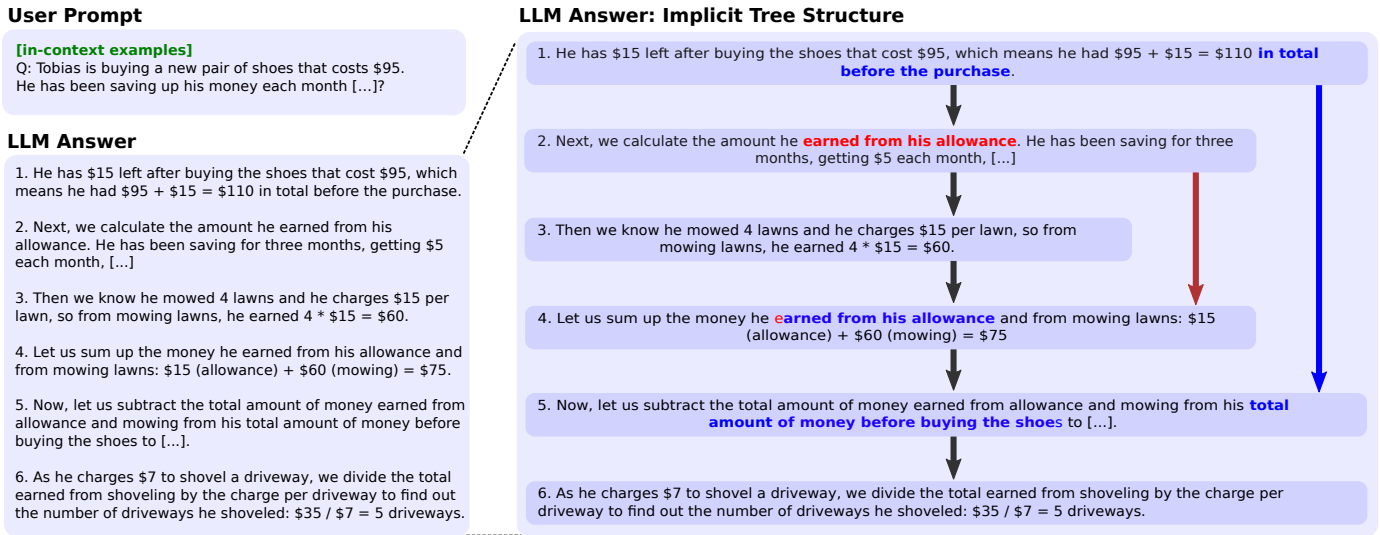 User Prompt
[in-context examples]
Q: Tobias is buying a new pair of shoes that costs $95.
He has been saving up his money each month [...]?
LLM Answer
1. He has $15 left after buying the shoes that cost $95, which
means he had $95 + $15 = $110 in total before the purchase.
2. Next, we calculate the amount he earned from his
allowance. He has been saving for three months, getting $5
each month, [...]
3. Then we know he mowed 4 lawns and he charges $15 per
lawn, so from mowing lawns, he earned 4 * $15 = $60.
4. Let us sum up the money he earned from his allowance and
from mowing lawns: $15 (allowance) + $60 (mowing) = $75.
5. Now, let us subtract the total amount of money earned from
allowance and mowing from his total amount of money before
buying the shoes to [...].
6. As he charges $7 to shovel a driveway, we divide the total
earned from shoveling by the charge per driveway to find out
the number of driveways he shoveled: $35 / $7 = 5 driveways.
LLM Answer: Implicit Tree Structure
1. He has $15 left after buying the shoes that cost $95, which means he had $95 + $15 = $110 in total
before the purchase.
2. Next, we calculate the amount he earned from his allowance. He has been saving for three
months, getting $5 each month, [...]
3. Then we know he mowed 4 lawns and he charges $15 per lawn, so from
mowing lawns, he earned 4 * $15 = $60.
4. Let us sum up the money he earned from his allowance and from mowing lawns: $15
(allowance) + $60 (mowing) = $75
5. Now, let us subtract the total amount of money earned from allowance and mowing from his total
amount of money before buying the shoes to [...].
6. As he charges $7 to shovel a driveway, we divide the total earned from shoveling by the charge per
driveway to find out the number of driveways he shoveled: $35 / $7 = 5 driveways.